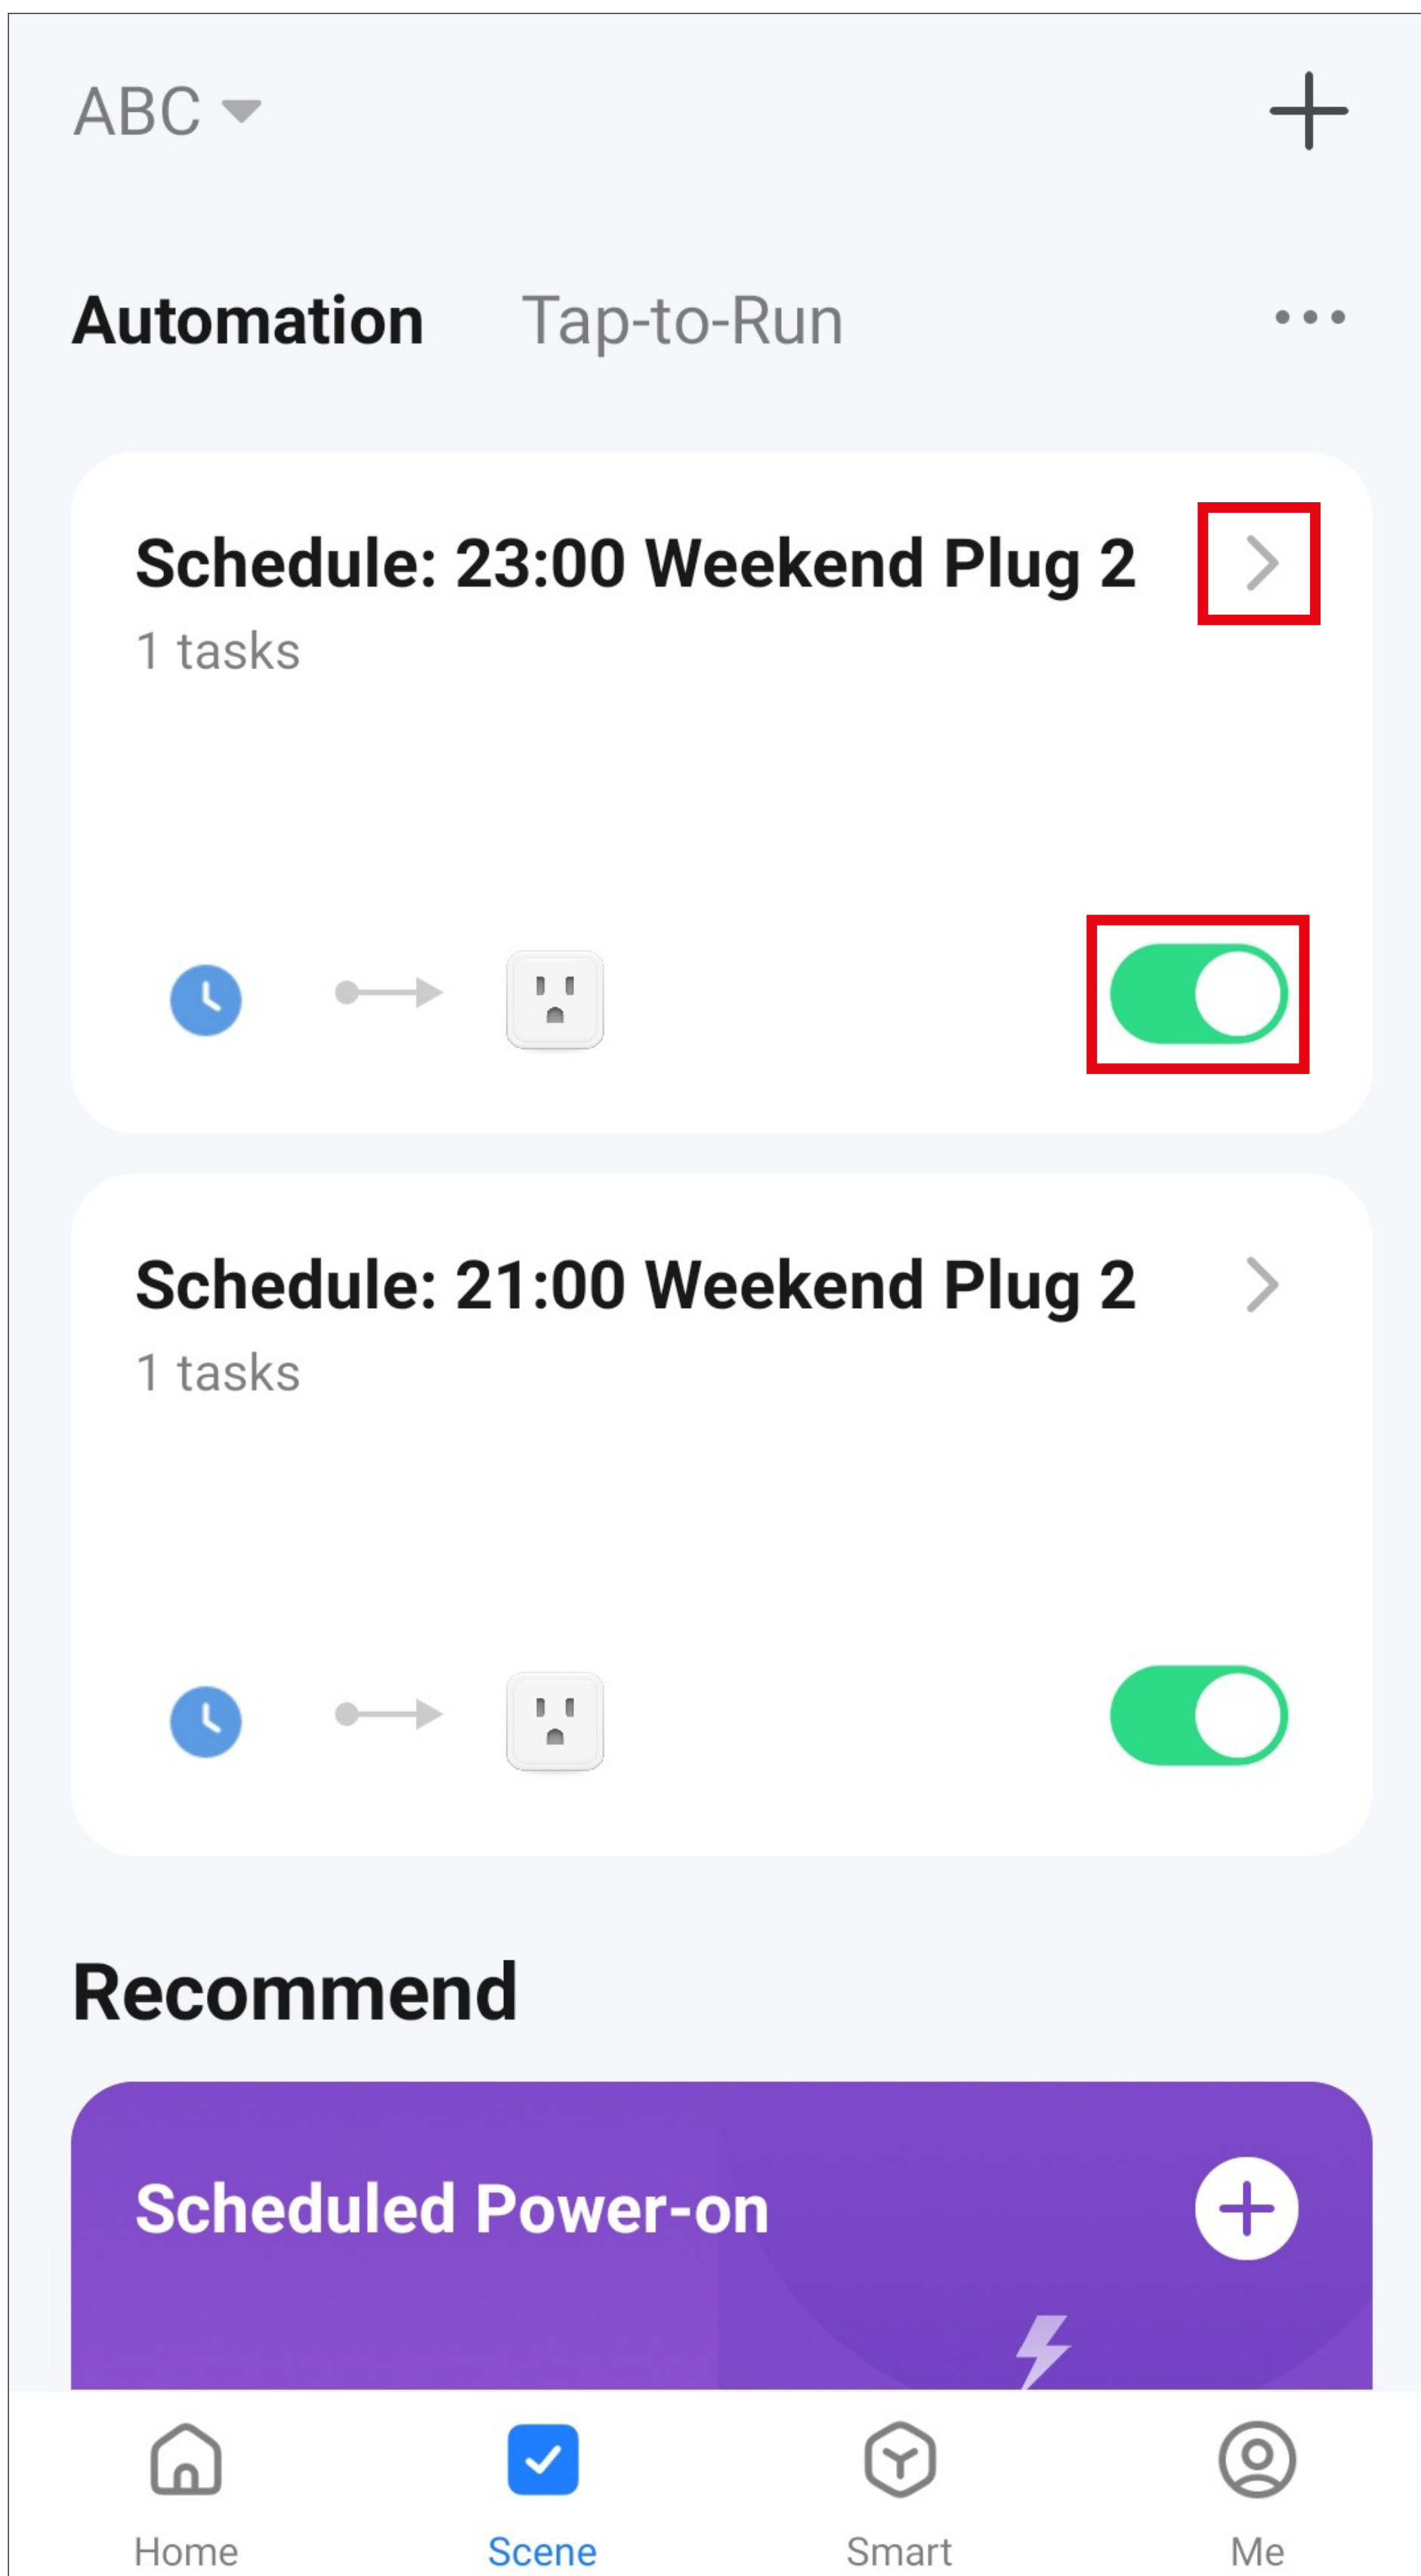 ABC
Automation Tap-to-Run
Schedule: 23:00 Weekend Plug 2
1 tasks
Schedule: 21:00 Weekend Plug 2
1 tasks
Recommend
Scheduled Power-on
Home Scene Smart Me